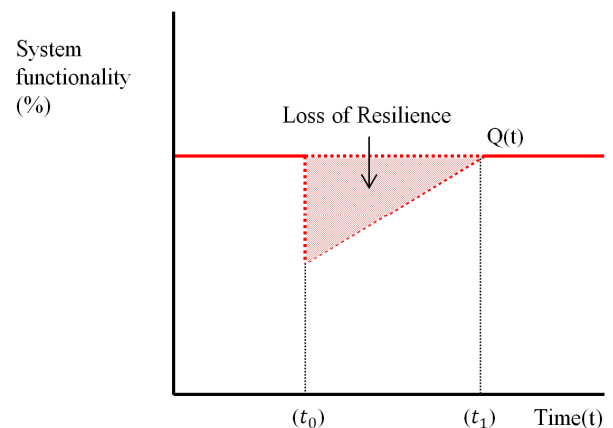 System
functionality
(%)
Loss of Resilience
Q(t)
(t₀)
(t₁)
Time(t)